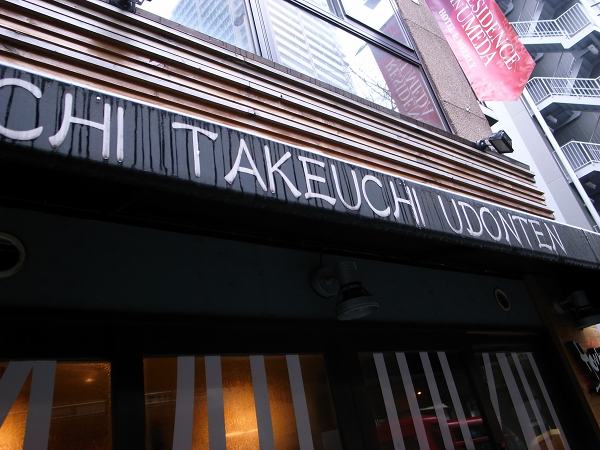 CHI TAKEUCHI UDONTEN
RESIDENCE
UMEDA